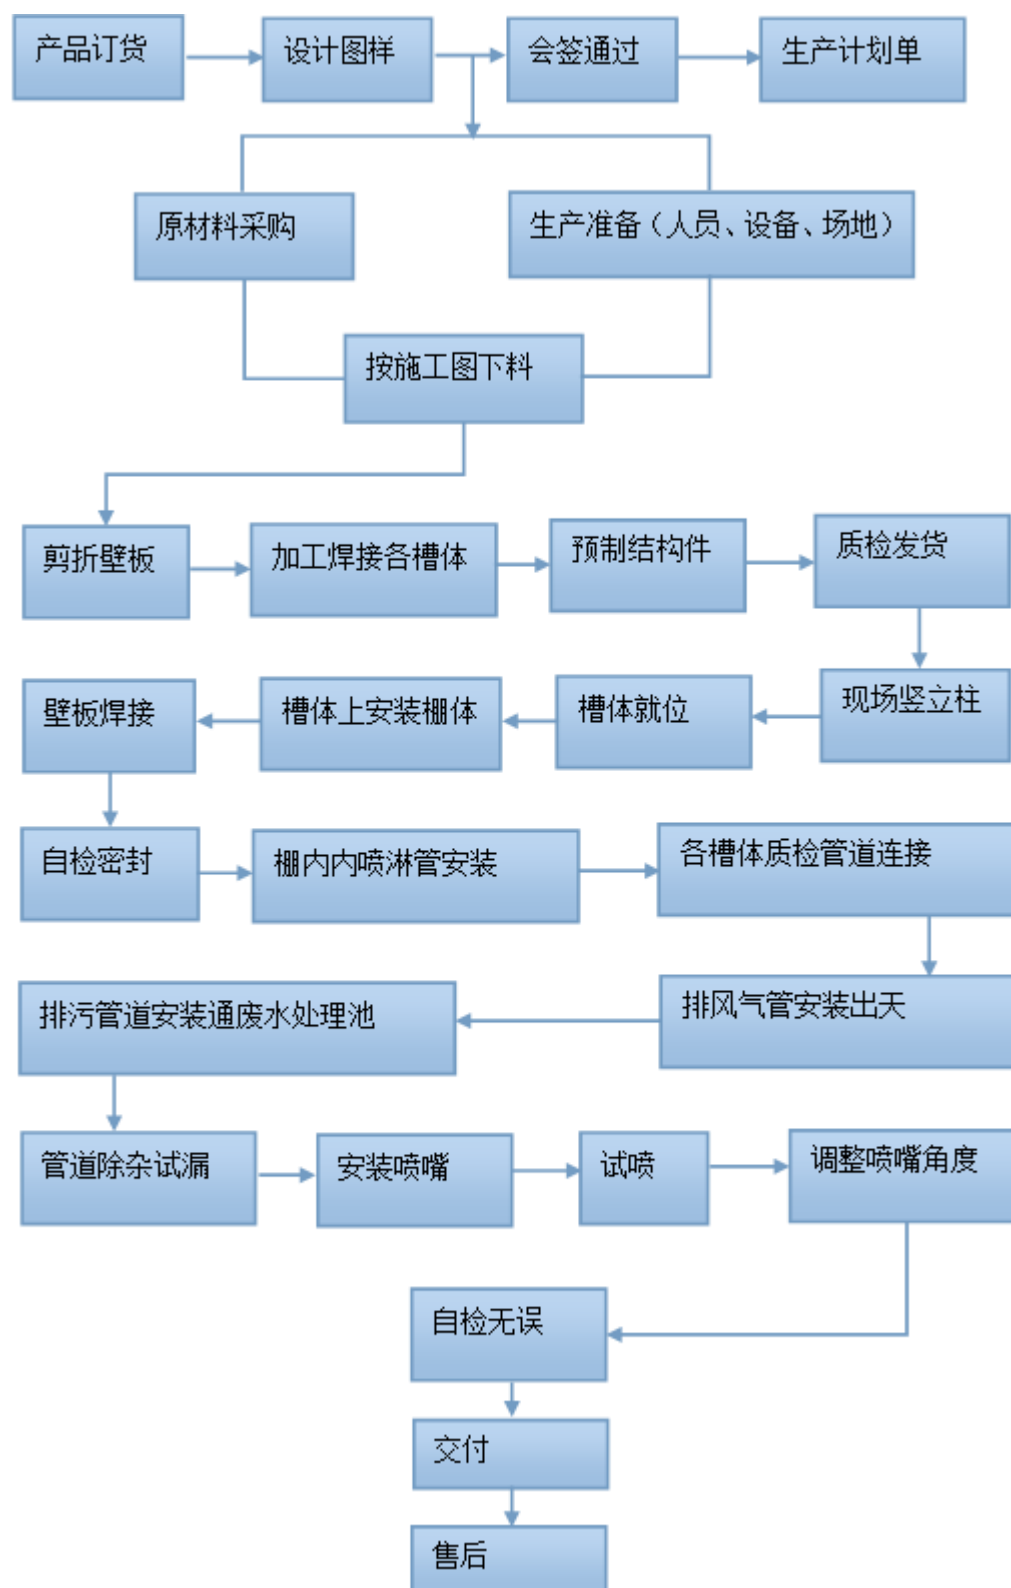 产品订货
设计图样
会签通过
生产计划单
原材料采购
生产准备（人员、设备、场地）
按施工图下料
剪折壁板
加工焊接各槽体
预制结构件
质检发货
现场竖立柱
槽体就位
槽体上安装棚体
壁板焊接
自检密封
棚内内喷淋管安装
各槽体质检管道连接
排风气管安装出天
排污管道安装通废水处理池
管道除杂试漏
安装喷嘴
试喷
调整喷嘴角度
自检无误
交付
售后